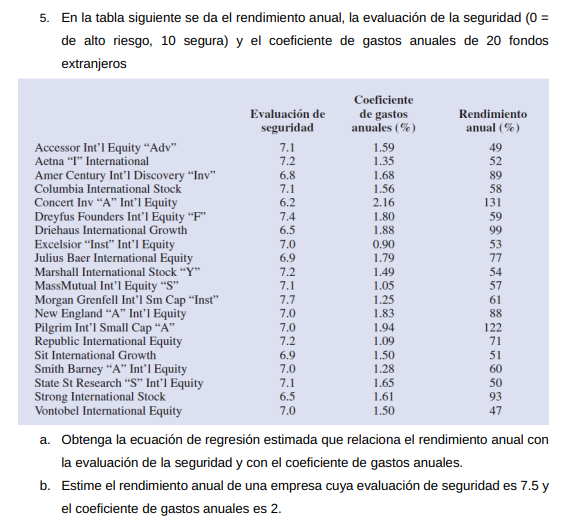 5. En la tabla siguiente se da el rendimiento anual, la evaluación de la seguridad (0 =
de alto riesgo, 10 segura) y el coeficiente de gastos anuales de 20 fondos
extranjeros
Coeficiente
Evaluación de de gastos Rendimiento
seguridad anuales (%) anual (%)
Accessor Int’l Equity “Adv” 7.1 1.59 49
Aetna “I” International 7.2 1.35 52
Amer Century Int’l Discovery “Inv” 6.8 1.68 89
Columbia International Stock 7.1 1.56 58
Concert Inv “A” Int’l Equity 6.2 2.16 131
Dreyfus Founders Int’l Equity “F” 7.4 1.80 59
Driehaus International Growth 6.5 1.88 99
Excelsior “Inst” Int’l Equity 7.0 0.90 53
Julius Baer International Equity 6.9 1.79 77
Marshall International Stock “Y” 7.2 1.49 54
MassMutual Int’l Equity “S” 7.1 1.05 57
Morgan Grenfell Int’l Sm Cap “Inst” 7.7 1.25 61
New England “A” Int’l Equity 7.0 1.83 88
Pilgrim Int’l Small Cap “A” 7.0 1.94 122
Republic International Equity 7.2 1.09 71
Sit International Growth 6.9 1.50 51
Smith Barney “A” Int’l Equity 7.0 1.28 60
State St Research “S” Int’l Equity 7.1 1.65 50
Strong International Stock 6.5 1.61 93
Vontobel International Equity 7.0 1.50 47
a. Obtenga la ecuación de regresión estimada que relaciona el rendimiento anual con
la evaluación de la seguridad y con el coeficiente de gastos anuales.
b. Estime el rendimiento anual de una empresa cuya evaluación de seguridad es 7.5 y
el coeficiente de gastos anuales es 2.